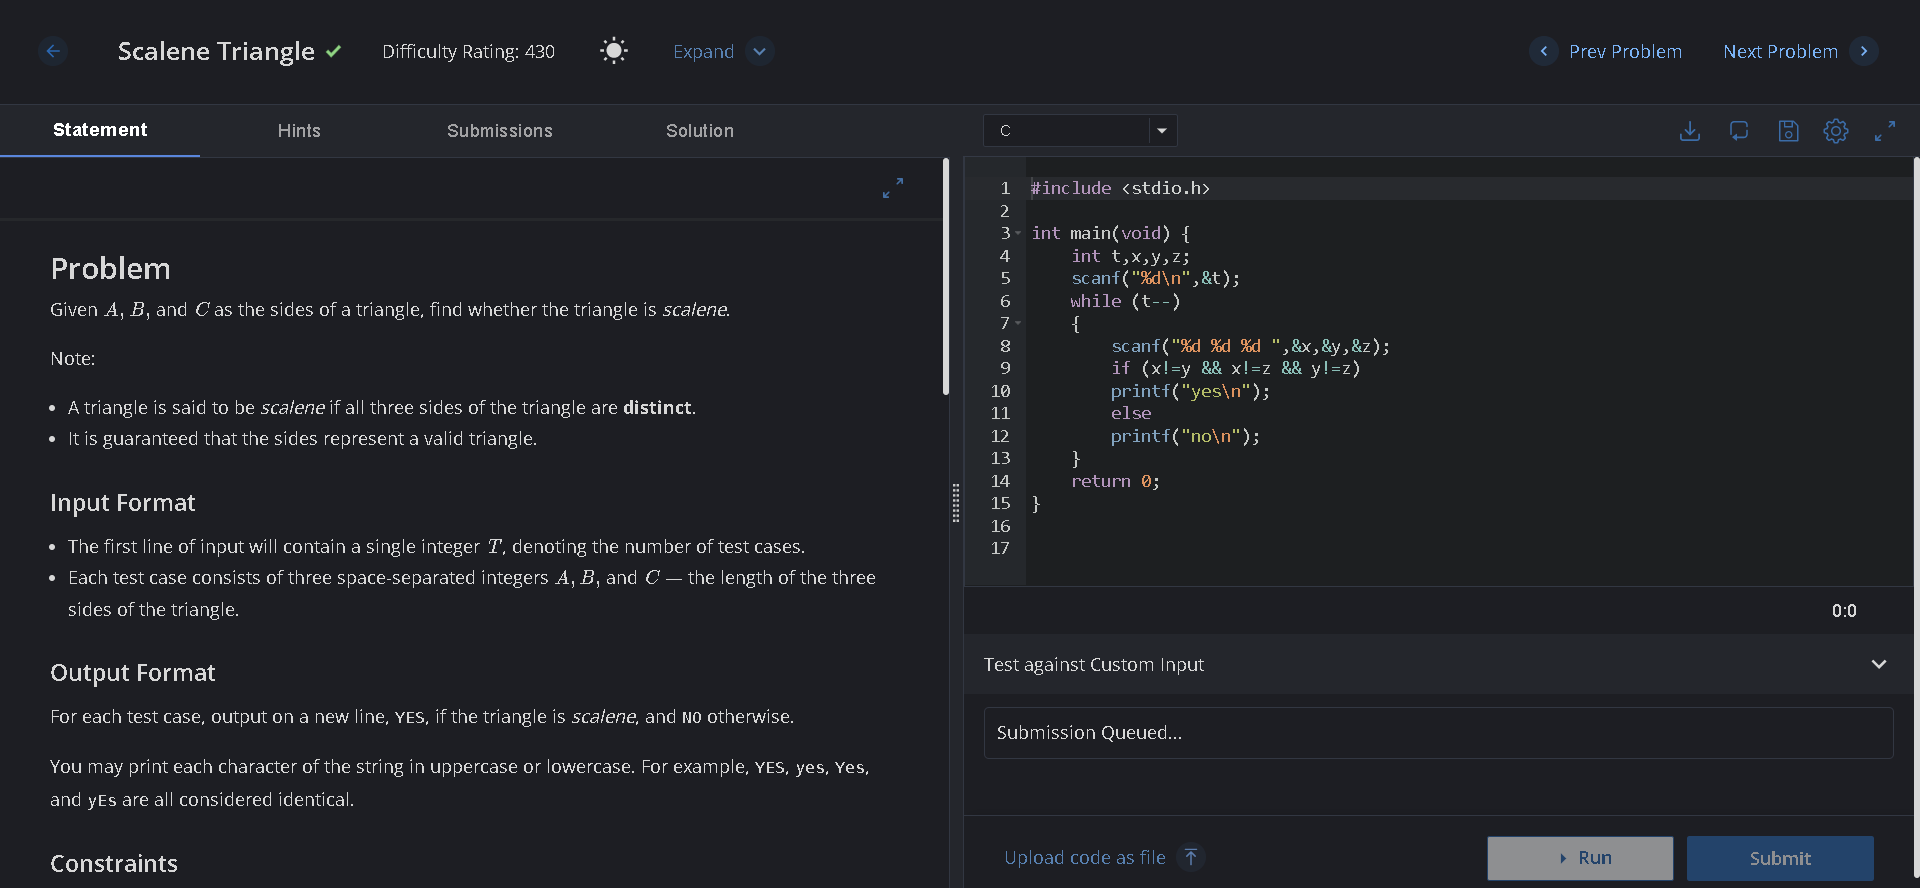 Scalene Triangle
Difficulty Rating: 430
Expand
Prev Problem
Next Problem
Statement
Hints
Submissions
Solution
Problem
Given A, B, and C as the sides of a triangle, find whether the triangle is scalene.
Note:
• A triangle is said to be scalene if all three sides of the triangle are distinct.
• It is guaranteed that the sides represent a valid triangle.
Input Format
• The first line of input will contain a single integer T, denoting the number of test cases.
• Each test case consists of three space-separated integers A, B, and C — the length of the three
sides of the triangle.
Output Format
For each test case, output on a new line, YES, if the triangle is scalene, and NO otherwise.
You may print each character of the string in uppercase or lowercase. For example, YES, yes, Yes,
and yEs are all considered identical.
Constraints
C
1 #include <stdio.h>
2
3 int main(void) {
4     int t,x,y,z;
5     scanf("%d\n",&t);
6     while (t--)
7     {
8         scanf("%d %d %d ",&x,&y,&z);
9         if (x!=y && x!=z && y!=z)
10         printf("yes\n");
11         else
12         printf("no\n");
13     }
14     return 0;
15 }
16
17
0:0
Test against Custom Input
Submission Queued...
Upload code as file
Run
Submit